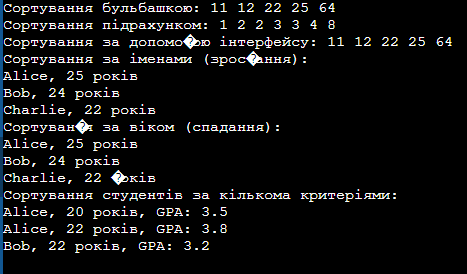 Сортування бульбашкою: 11 12 22 25 64
Сортування підрахунком: 1 2 2 3 3 4 8
Сортування за допомо�ою інтерфейсу: 11 12 22 25 64
Сортування за іменами (зрос�ання):
Alice, 25 років
Bob, 24 років
Charlie, 22 років
Сортуван�я за віком (спадання):
Alice, 25 років
Bob, 24 років
Charlie, 22 �оків
Сортування студентів за кількома критеріями:
Alice, 20 років, GPA: 3.5
Alice, 22 років, GPA: 3.8
Bob, 22 років, GPA: 3.2